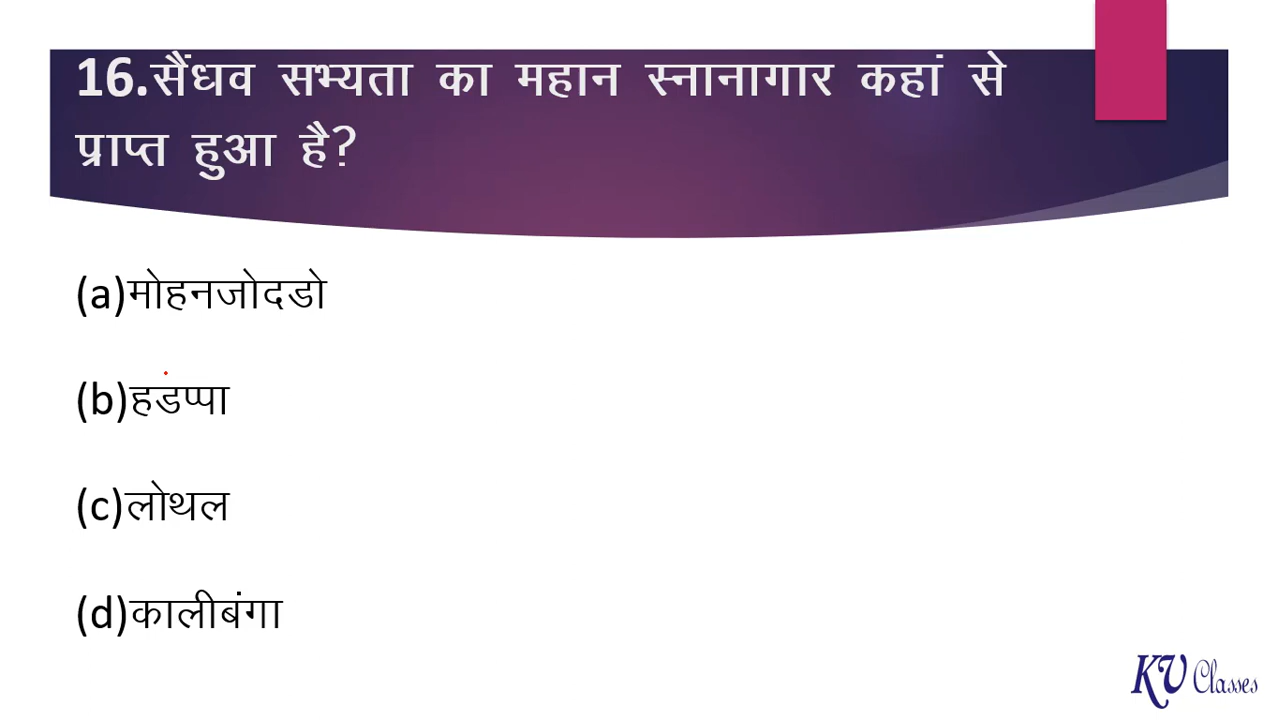 16.सैंधव सभ्यता का महान स्नानागार कहां से
प्राप्त हुआ है?
(a)मोहनजोदडो
(b)हडप्पा
(c)लोथल
(d)कालीबंगा
KV Classes